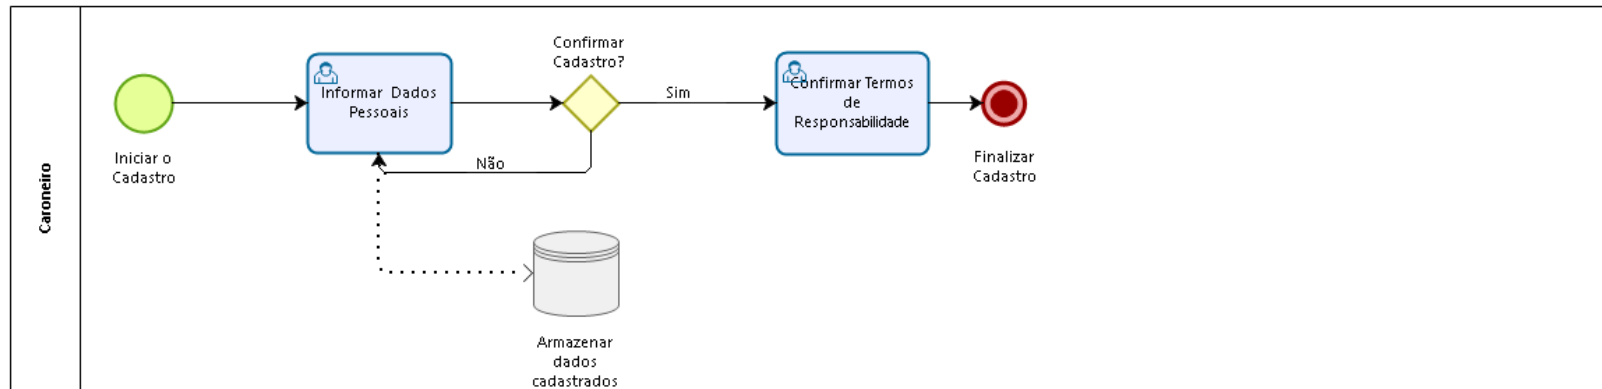 Caroneiro
Iniciar o
Cadastro
Informar Dados
Pessoais
Confirmar
Cadastro?
Sim
Não
Confirmar Termos
de
Responsabilidade
Finalizar
Cadastro
Armazenar
dados
cadastrados